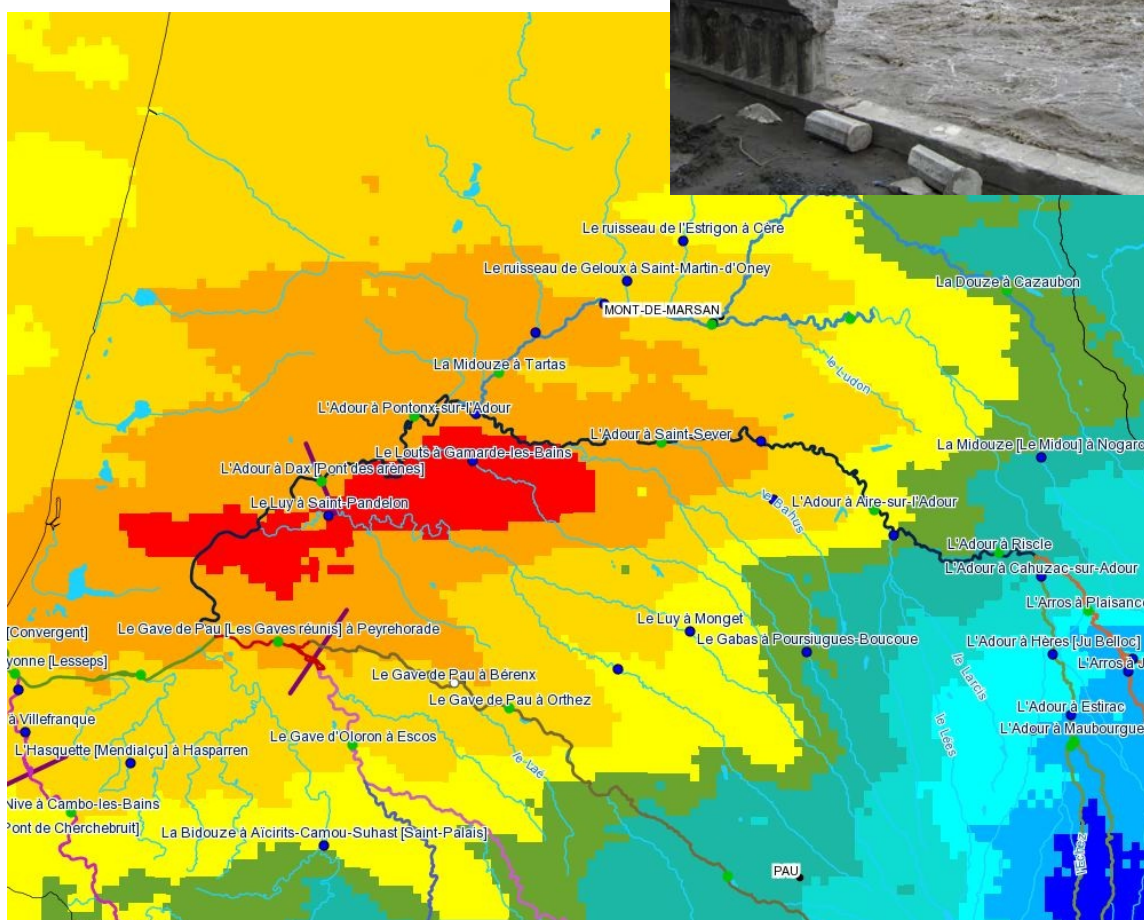 Le ruisseau de l'Estrigon à Cère
Le ruisseau de Geloux à Saint-Martin-d'Oney
La Douze à Cazaubon
MONT-DE-MARSAN
le Ludon
La Midouze à Tartas
L'Adour à Pontonx-sur-l'Adour
L'Adour à Saint-Sever
La Midouze [Le Midou] à Nogaro
Le Louts à Gamarde-les-Bains
L'Adour à Dax [Pont des arènes]
Le Luy à Saint-Pandelon
le Bahus
L'Adour à Aire-sur-l'Adour
L'Adour à Riscle
L'Adour à Cahuzac-sur-Adour
L'Arros à Plaisance
Le Gave de Pau [Les Gaves réunis] à Peyrehorade
[Convergent]
Le Luy à Monget
Le Gabas à Poursiugues-Boucoue
L'Adour à Hères [Ju Belloc]
yonne [Lesseps]
L'Arros à J
Le Gave de Pau à Bérenx
le Larcis
Le Gave de Pau à Orthez
L'Adour à Estirac
à Villefranque
Le Gave d'Oloron à Escos
le Lées
L'Adour à Maubourgue
L'Hasquette [Mendialçu] à Hasparren
le Laé
Nive à Cambo-les-Bains
Pont de Cherchebruit]
La Bidouze à Aïcirits-Camou-Suhast [Saint-Palais]
PAU
l'Echez